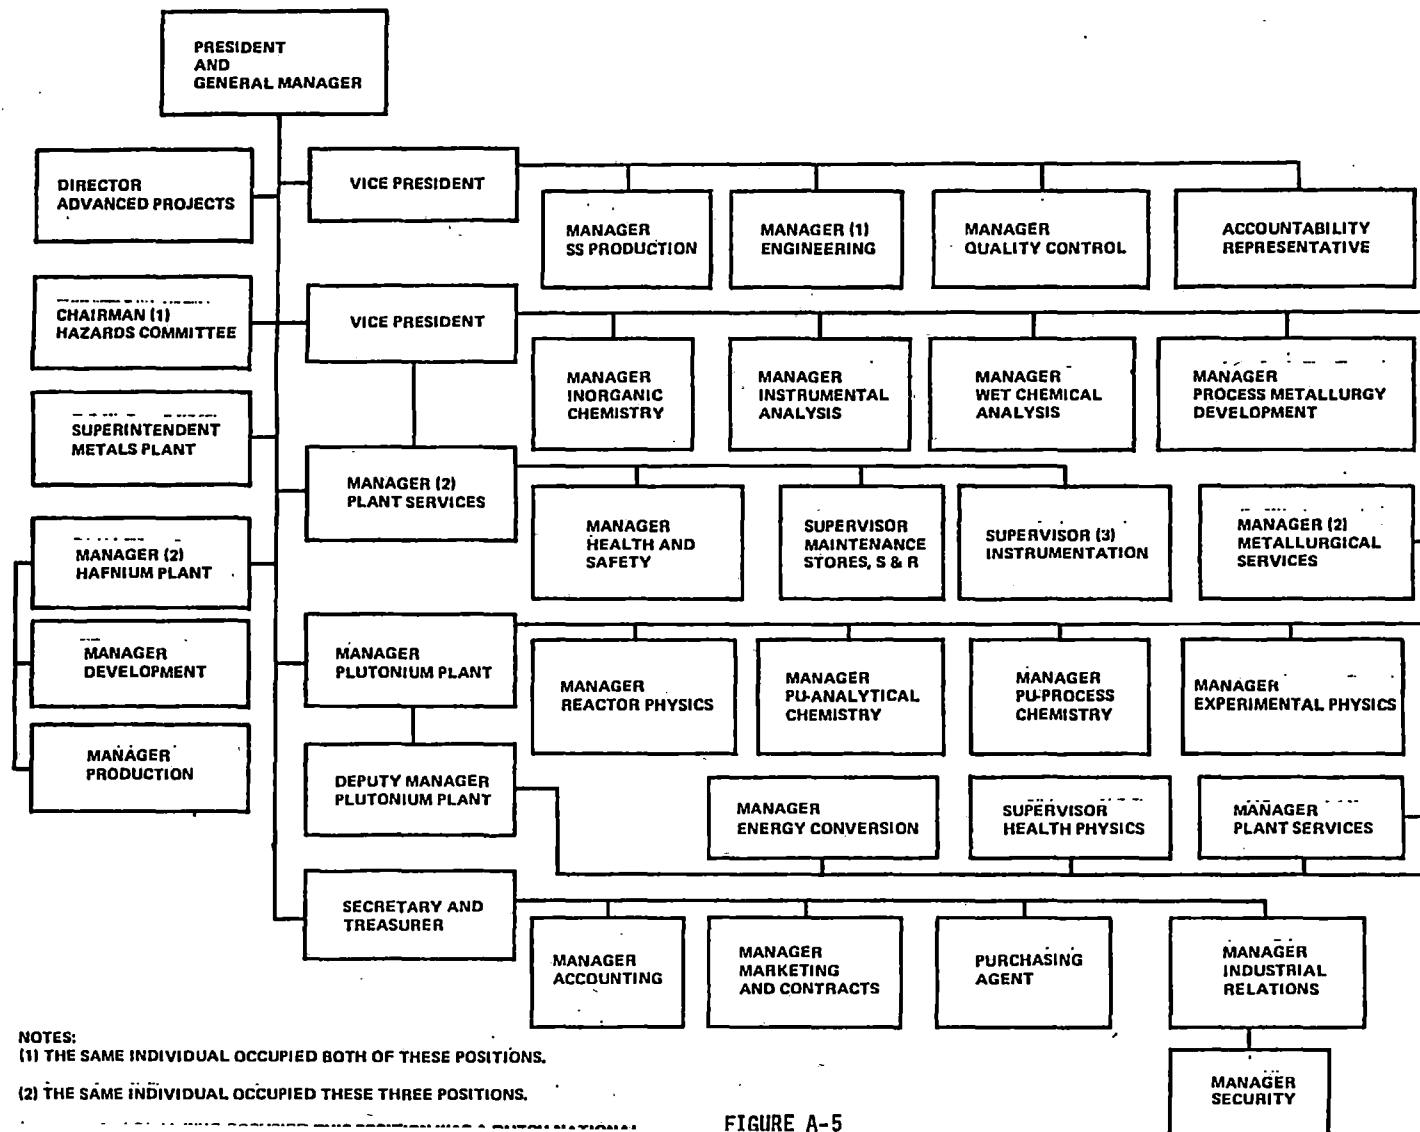 PRESIDENT
AND
GENERAL MANAGER
DIRECTOR
ADVANCED PROJECTS
VICE PRESIDENT
MANAGER
SS PRODUCTION
MANAGER (1)
ENGINEERING
MANAGER
QUALITY CONTROL
ACCOUNTABILITY
REPRESENTATIVE
CHAIRMAN (1)
HAZARDS COMMITTEE
VICE PRESIDENT
MANAGER
INORGANIC
CHEMISTRY
MANAGER
INSTRUMENTAL
ANALYSIS
MANAGER
WET CHEMICAL
ANALYSIS
MANAGER
PROCESS METALLURGY
DEVELOPMENT
SUPERINTENDENT
METALS PLANT
MANAGER (2)
PLANT SERVICES
MANAGER
HEALTH AND
SAFETY
SUPERVISOR
MAINTENANCE
STORES, S & R
SUPERVISOR (3)
INSTRUMENTATION
MANAGER (2)
METALLURGICAL
SERVICES
MANAGER (2)
HAFNIUM PLANT
MANAGER
DEVELOPMENT
MANAGER
PRODUCTION
MANAGER
PLUTONIUM PLANT
MANAGER
REACTOR PHYSICS
MANAGER
PU-ANALYTICAL
CHEMISTRY
MANAGER
PU-PROCESS
CHEMISTRY
MANAGER
EXPERIMENTAL PHYSICS
DEPUTY MANAGER
PLUTONIUM PLANT
MANAGER
ENERGY CONVERSION
SUPERVISOR
HEALTH PHYSICS
MANAGER
PLANT SERVICES
SECRETARY AND
TREASURER
MANAGER
ACCOUNTING
MANAGER
MARKETING
AND CONTRACTS
PURCHASING
AGENT
MANAGER
INDUSTRIAL
RELATIONS
MANAGER
SECURITY
NOTES:
(1) THE SAME INDIVIDUAL OCCUPIED BOTH OF THESE POSITIONS.
(2) THE SAME INDIVIDUAL OCCUPIED THESE THREE POSITIONS.
OCCUPIED THIS POSITION WAS A DUTCH NATIONAL
FIGURE A-5